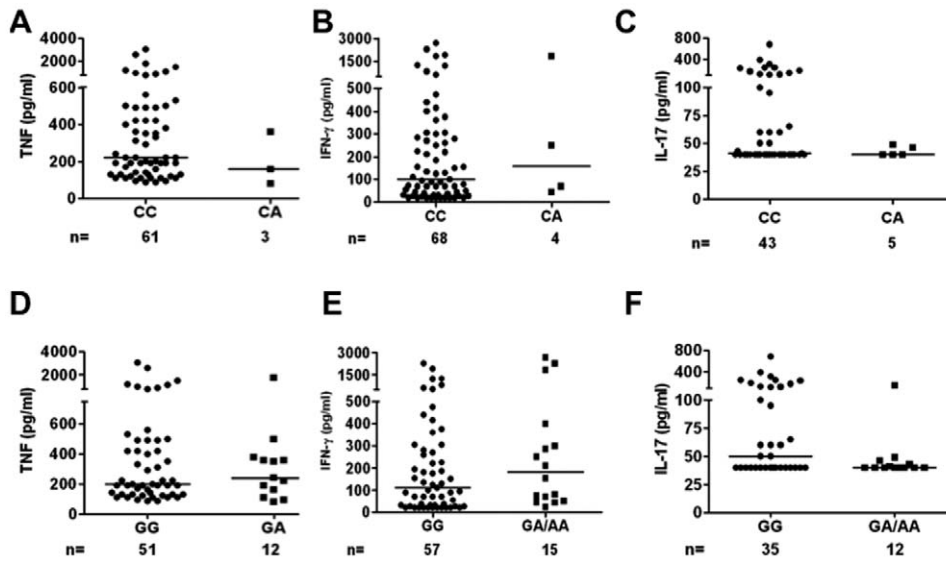 A
TNF (pg/ml)
4000
2000
600
400
200
0
CC CA
n= 61 3
B
IFN-γ (pg/ml)
3000
1500
500
400
300
200
100
0
CC CA
n= 68 4
C
IL-17 (pg/ml)
800
400
100
75
50
25
0
CC CA
n= 43 5
D
TNF (pg/ml)
4000
2000
600
400
200
0
GG GA
n= 51 12
E
IFN-γ (pg/ml)
3000
1500
500
400
300
200
100
0
GG GA/AA
n= 57 15
F
IL-17 (pg/ml)
800
400
100
75
50
25
0
GG GA/AA
n= 35 12